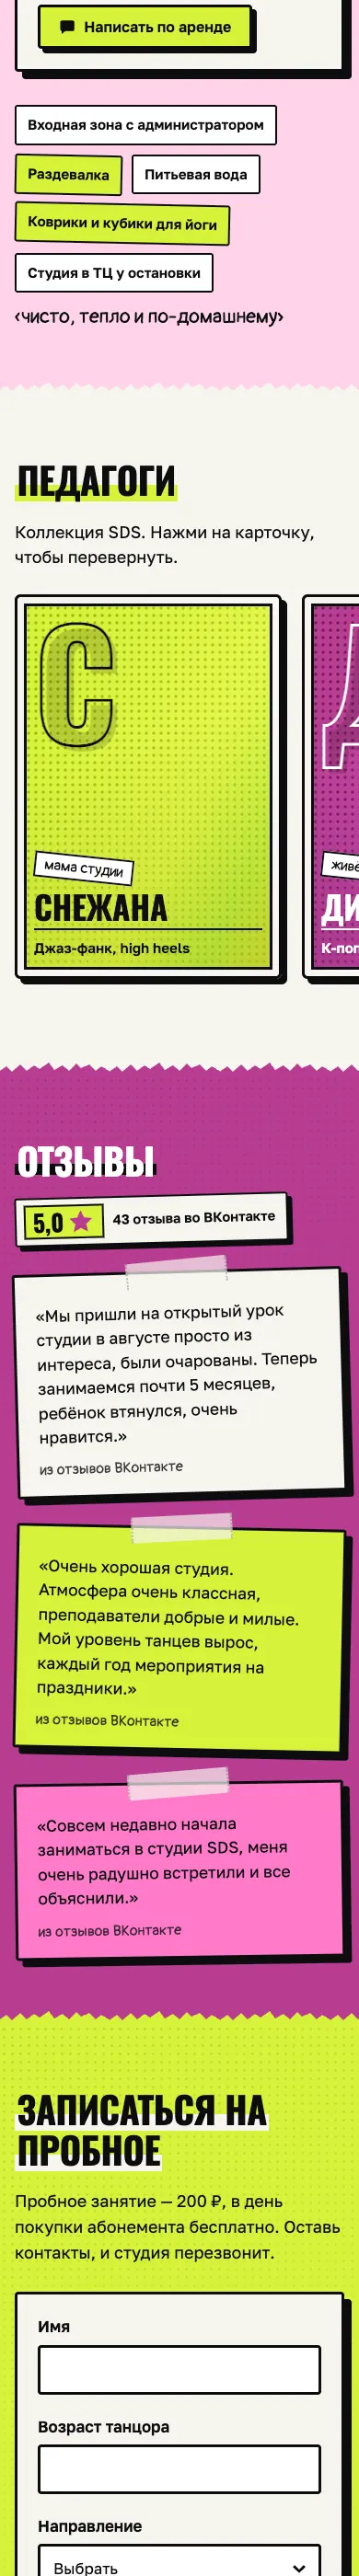 Написать по аренде
Входная зона с администратором
Раздевалка
Питьевая вода
Коврики и кубики для йоги
Студия в ТЦ у остановки
‹чисто, тепло и по-домашнему›
ПЕДАГОГИ
Коллекция SDS. Нажми на карточку,
чтобы перевернуть.
С
мама студии
СНЕЖАНА
Джаз-фанк, high heels
ОТЗЫВЫ
5,0 ★ 43 отзыва во ВКонтакте
«Мы пришли на открытый урок
студии в августе просто из
интереса, были очарованы. Теперь
занимаемся почти 5 месяцев,
ребёнок втянулся, очень
нравится.»
из отзывов ВКонтакте
«Очень хорошая студия.
Атмосфера очень классная,
преподаватели добрые и милые.
Мой уровень танцев вырос,
каждый год мероприятия на
праздники.»
из отзывов ВКонтакте
«Совсем недавно начала
заниматься в студии SDS, меня
очень радушно встретили и все
объяснили.»
из отзывов ВКонтакте
ЗАПИСАТЬСЯ НА
ПРОБНОЕ
Пробное занятие — 200 ₽, в день
покупки абонемента бесплатно. Оставь
контакты, и студия перезвонит.
Имя
Возраст танцора
Направление
Выбрать